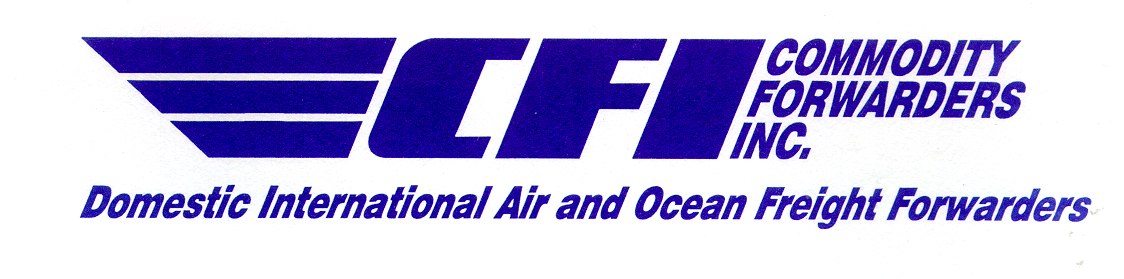 CFI
COMMODITY
FORWARDERS
INC.
Domestic International Air and Ocean Freight Forwarders